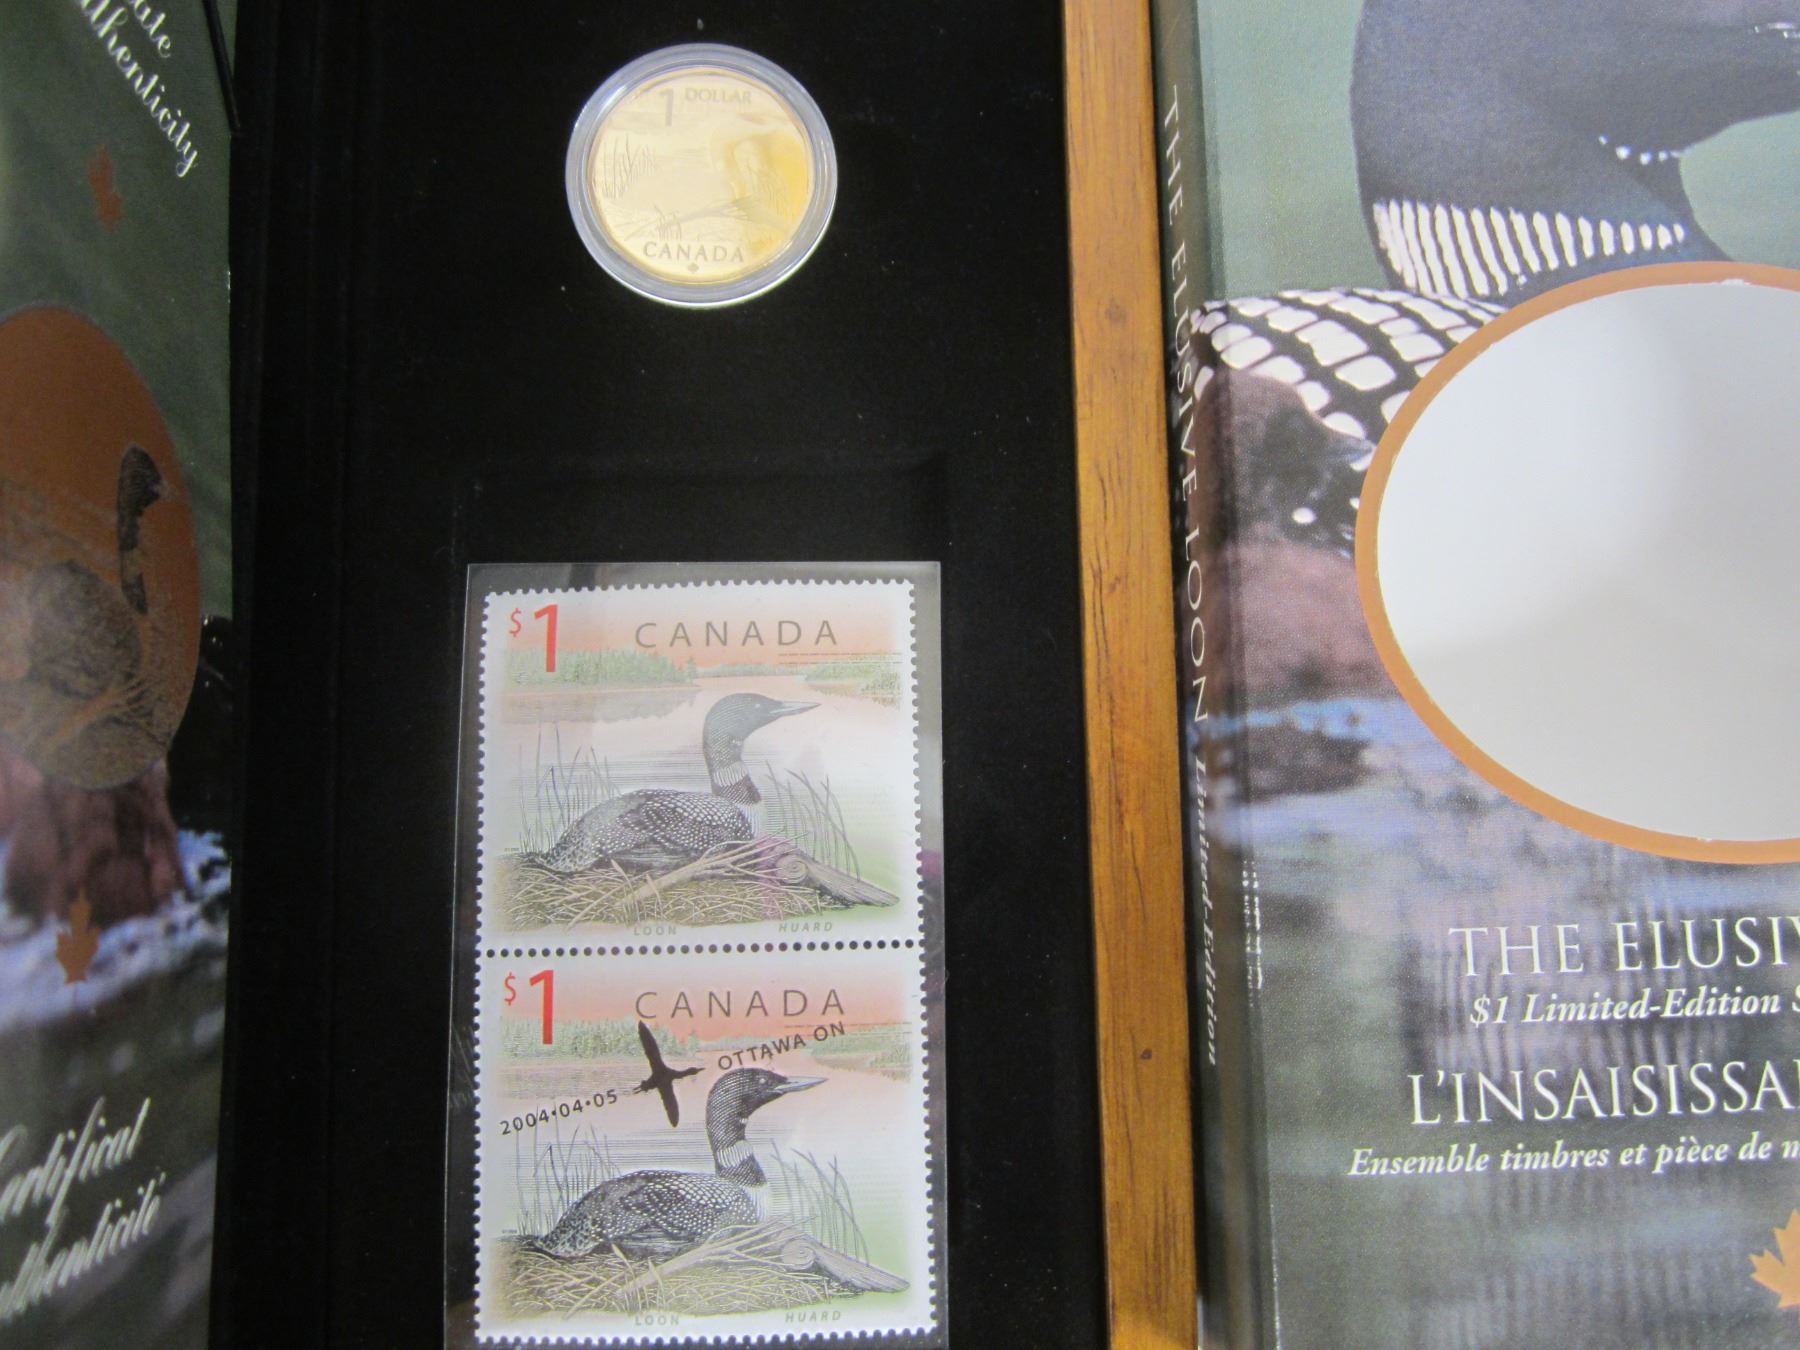 Authenticity
Certificat
d'authenticité
1 DOLLAR
CANADA
$1 CANADA
LOON HUARD
$1 CANADA
OTTAWA ON
2004•04•05
LOON HUARD
THE ELUSIVE LOON Limited-Edition
THE ELUSIV
$1 Limited-Edition S
L'INSAISISSA
Ensemble timbres et pièce de m